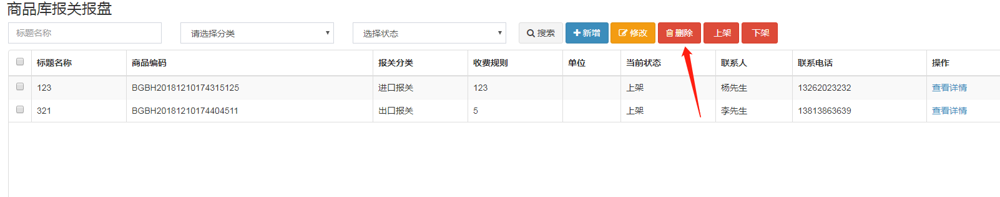 商品库报关报盘
标题名称 请选择分类 选择状态 搜索 新增 修改 删除 上架 下架
标题名称 商品编码 报关分类 收费规则 单位 当前状态 联系人 联系电话 操作
123 BGBH20181210174315125 进口报关 123 上架 杨先生 13262023232 查看详情
321 BGBH20181210174404511 出口报关 5 上架 李先生 13813863639 查看详情